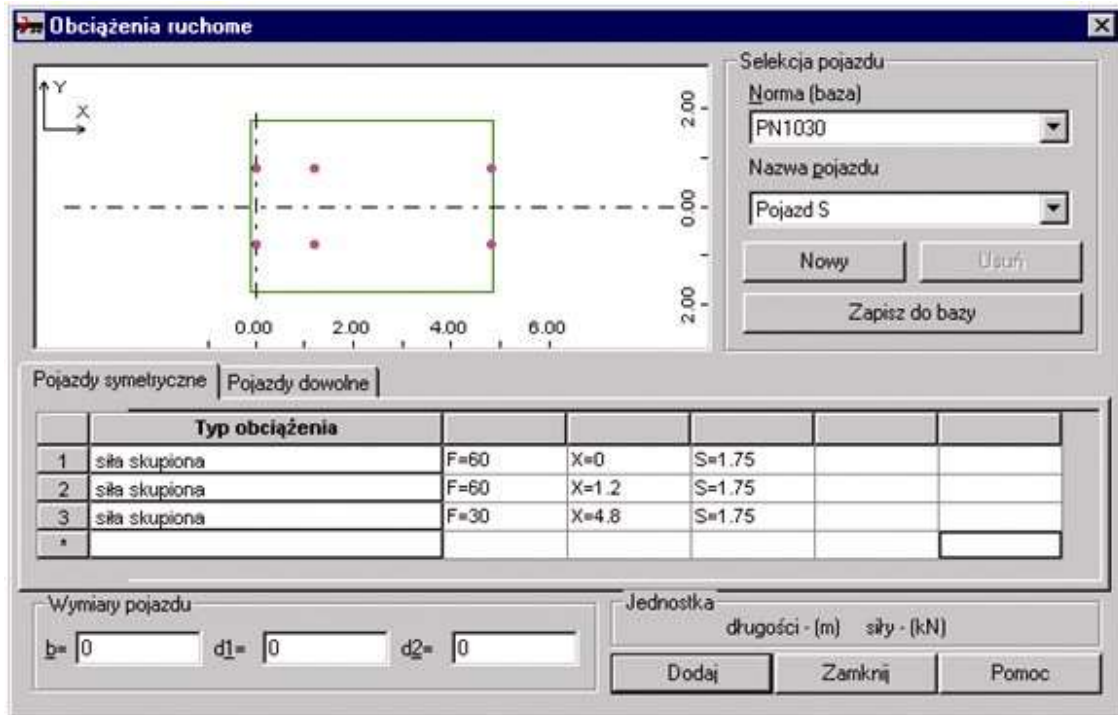 Obciążenia ruchome
Y
X
2.00
0.00
2.00
0.00 2.00 4.00 6.00
Selekcja pojazdu
Norma (baza)
PN1030
Nazwa pojazdu
Pojazd S
Nowy Usuń
Zapisz do bazy
Pojazdy symetryczne Pojazdy dowolne
Typ obciążenia
1 siła skupiona F=60 X=0 S=1.75
2 siła skupiona F=60 X=1.2 S=1.75
3 siła skupiona F=30 X=4.8 S=1.75
*
Wymiary pojazdu
b= 0 d1= 0 d2= 0
Jednostka
długości - (m) siły - (kN)
Dodaj Zamknij Pomoc